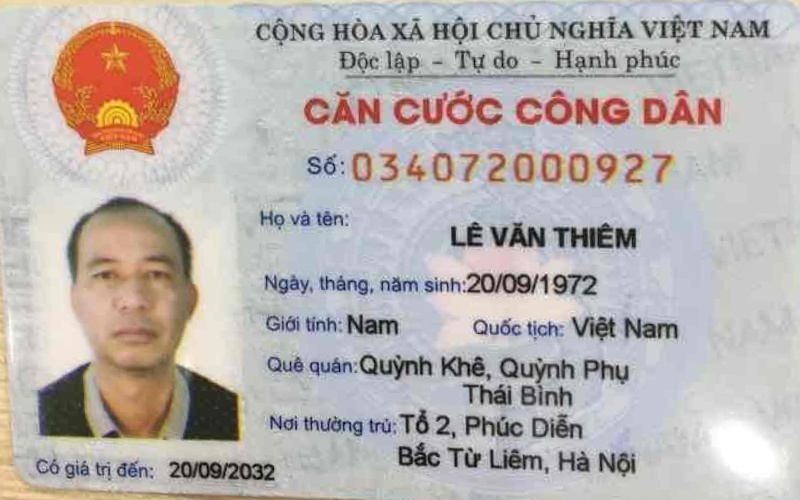 CỘNG HÒA XÃ HỘI CHỦ NGHĨA VIỆT NAM
Độc lập - Tự do - Hạnh phúc
CĂN CƯỚC CÔNG DÂN
Số: 034072000927
Họ và tên:
LÊ VĂN THIÊM
Ngày, tháng, năm sinh: 20/09/1972
Giới tính: Nam Quốc tịch: Việt Nam
Quê quán: Quỳnh Khê, Quỳnh Phụ
Thái Bình
Nơi thường trú: Tổ 2, Phúc Diễn
Bắc Từ Liêm, Hà Nội
Có giá trị đến: 20/09/2032